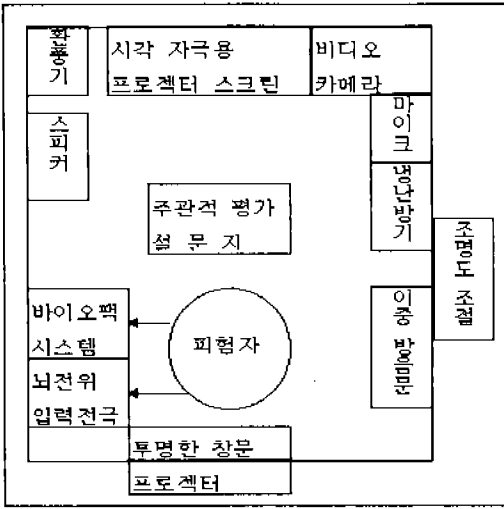 환풍기
시각 자극용
프로젝터 스크린
비디오
카메라
마이크
스피커
냉난방기
주관적 평가
설 문 지
조명도 조절
바이오팩
시스템
피험자
이중 방음문
뇌전위
입력전극
투명한 창문
프로젝터